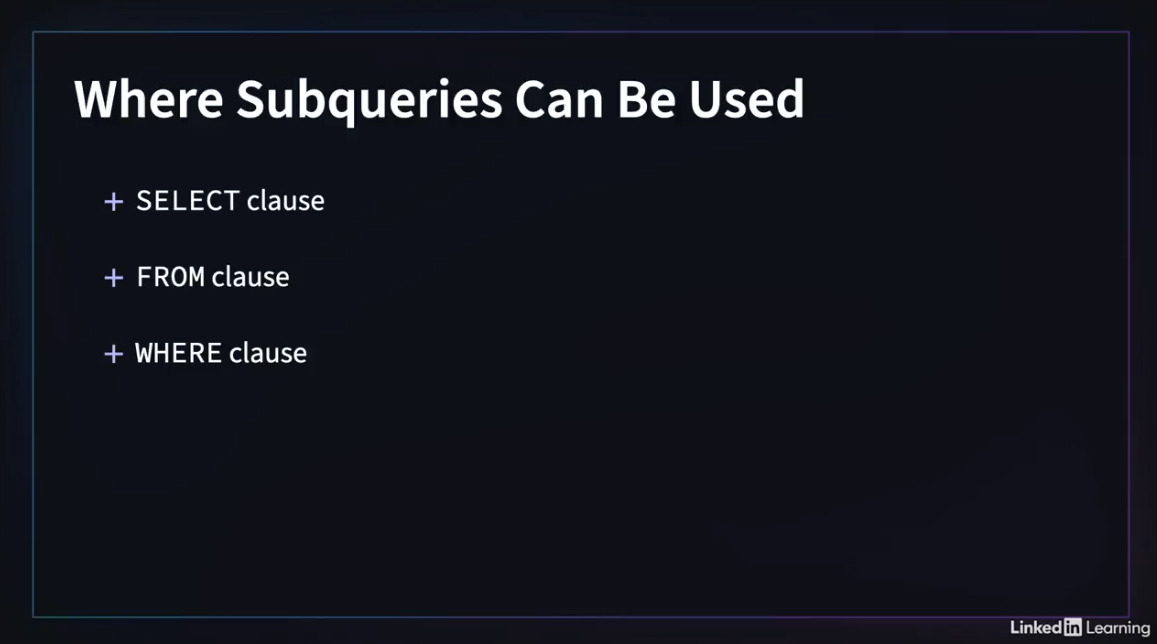 Where Subqueries Can Be Used
+ SELECT clause
+ FROM clause
+ WHERE clause
LinkedIn Learning